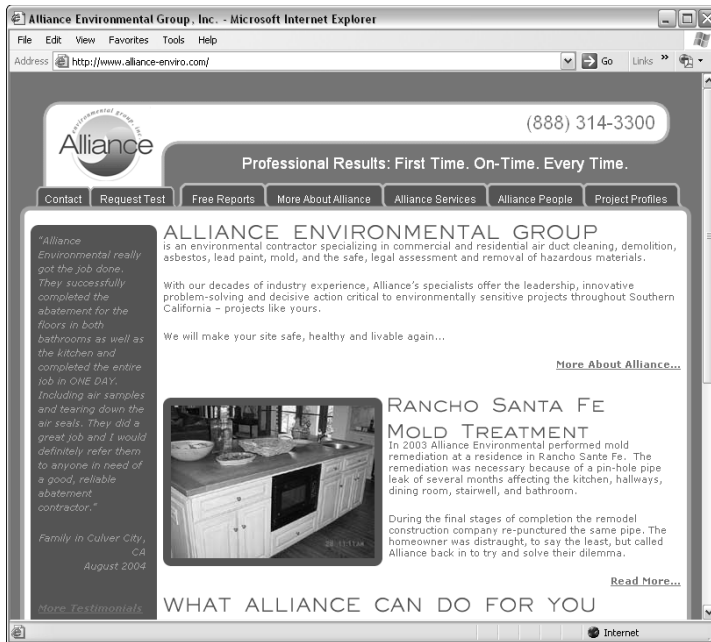 Alliance Environmental Group, Inc. - Microsoft Internet Explorer
File Edit View Favorites Tools Help
Address http://www.alliance-enviro.com/ Go Links »
environmental group, inc.
Alliance
(888) 314-3300
Professional Results: First Time. On-Time. Every Time.
Contact Request Test Free Reports More About Alliance Alliance Services Alliance People Project Profiles
"Alliance
Environmental really
got the job done.
They successfully
completed the
abatement for the
floors in both
bathrooms as well as
the kitchen and
completed the entire
job in ONE DAY.
Including air samples
and tearing down the
air seals. They did a
great job and I would
definitely refer them
to anyone in need of
a good, reliable
abatement
contractor."
Family in Culver City,
CA
August 2004
More Testimonials
ALLIANCE ENVIRONMENTAL GROUP
is an environmental contractor specializing in commercial and residential air duct cleaning, demolition,
asbestos, lead paint, mold, and the safe, legal assessment and removal of hazardous materials.
With our decades of industry experience, Alliance's specialists offer the leadership, innovative
problem-solving and decisive action critical to environmentally sensitive projects throughout Southern
California – projects like yours.
We will make your site safe, healthy and livable again...
More About Alliance...
RANCHO SANTA FE
MOLD TREATMENT
In 2003 Alliance Environmental performed mold
remediation at a residence in Rancho Sante Fe. The
remediation was necessary because of a pin-hole pipe
leak of several months affecting the kitchen, hallways,
dining room, stairwell, and bathroom.
During the final stages of completion the remodel
construction company re-punctured the same pipe. The
homeowner was distraught, to say the least, but called
Alliance back in to try and solve their dilemma.
Read More...
WHAT ALLIANCE CAN DO FOR YOU
Internet